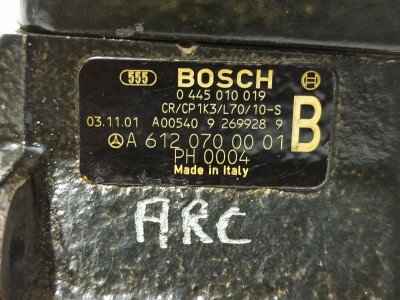 555 BOSCH
0 445 010 019
CR/CP1K3/L70/10-S
03.11.01 A00540 9 269928 9
A 612 070 00 01 B
PH 0004
Made in Italy
ARC